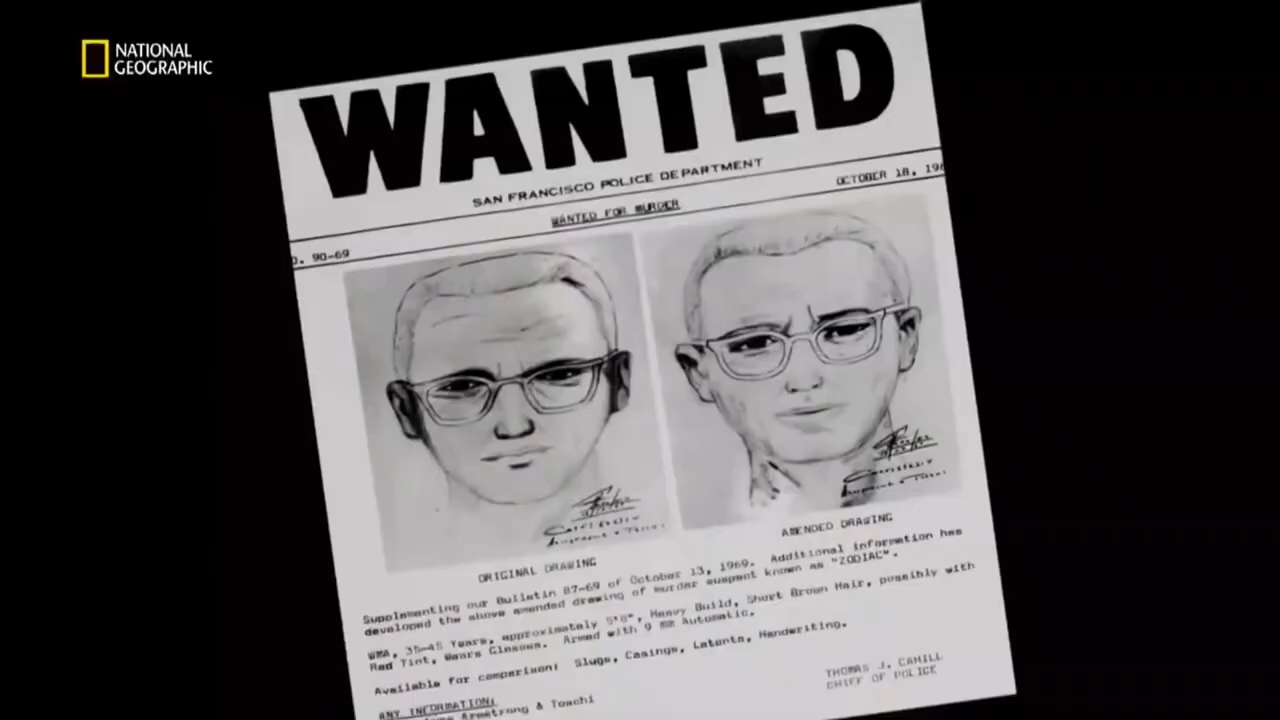 NATIONAL
GEOGRAPHIC
WANTED
SAN FRANCISCO POLICE DEPARTMENT
90-69
WANTED FOR MURDER
OCTOBER 18, 196
ORIGINAL DRAWING
AMENDED DRAWING
Supplementing our Bulletin 87-69 of October 13, 1969. Additional information has
developed the above amended drawing of murder suspect known as "ZODIAC".
WMA, 35-45 Years, approximately 5'8", Heavy Build, Short Brown Hair, possibly with
Red Tint, Wears Glasses. Armed with 9 MM Automatic.
Available for comparison: Slugs, Casings, Latents, Handwriting.
ANY INFORMATION:
Armstrong & Toschi
THOMAS J. CAHILL
CHIEF OF POLICE